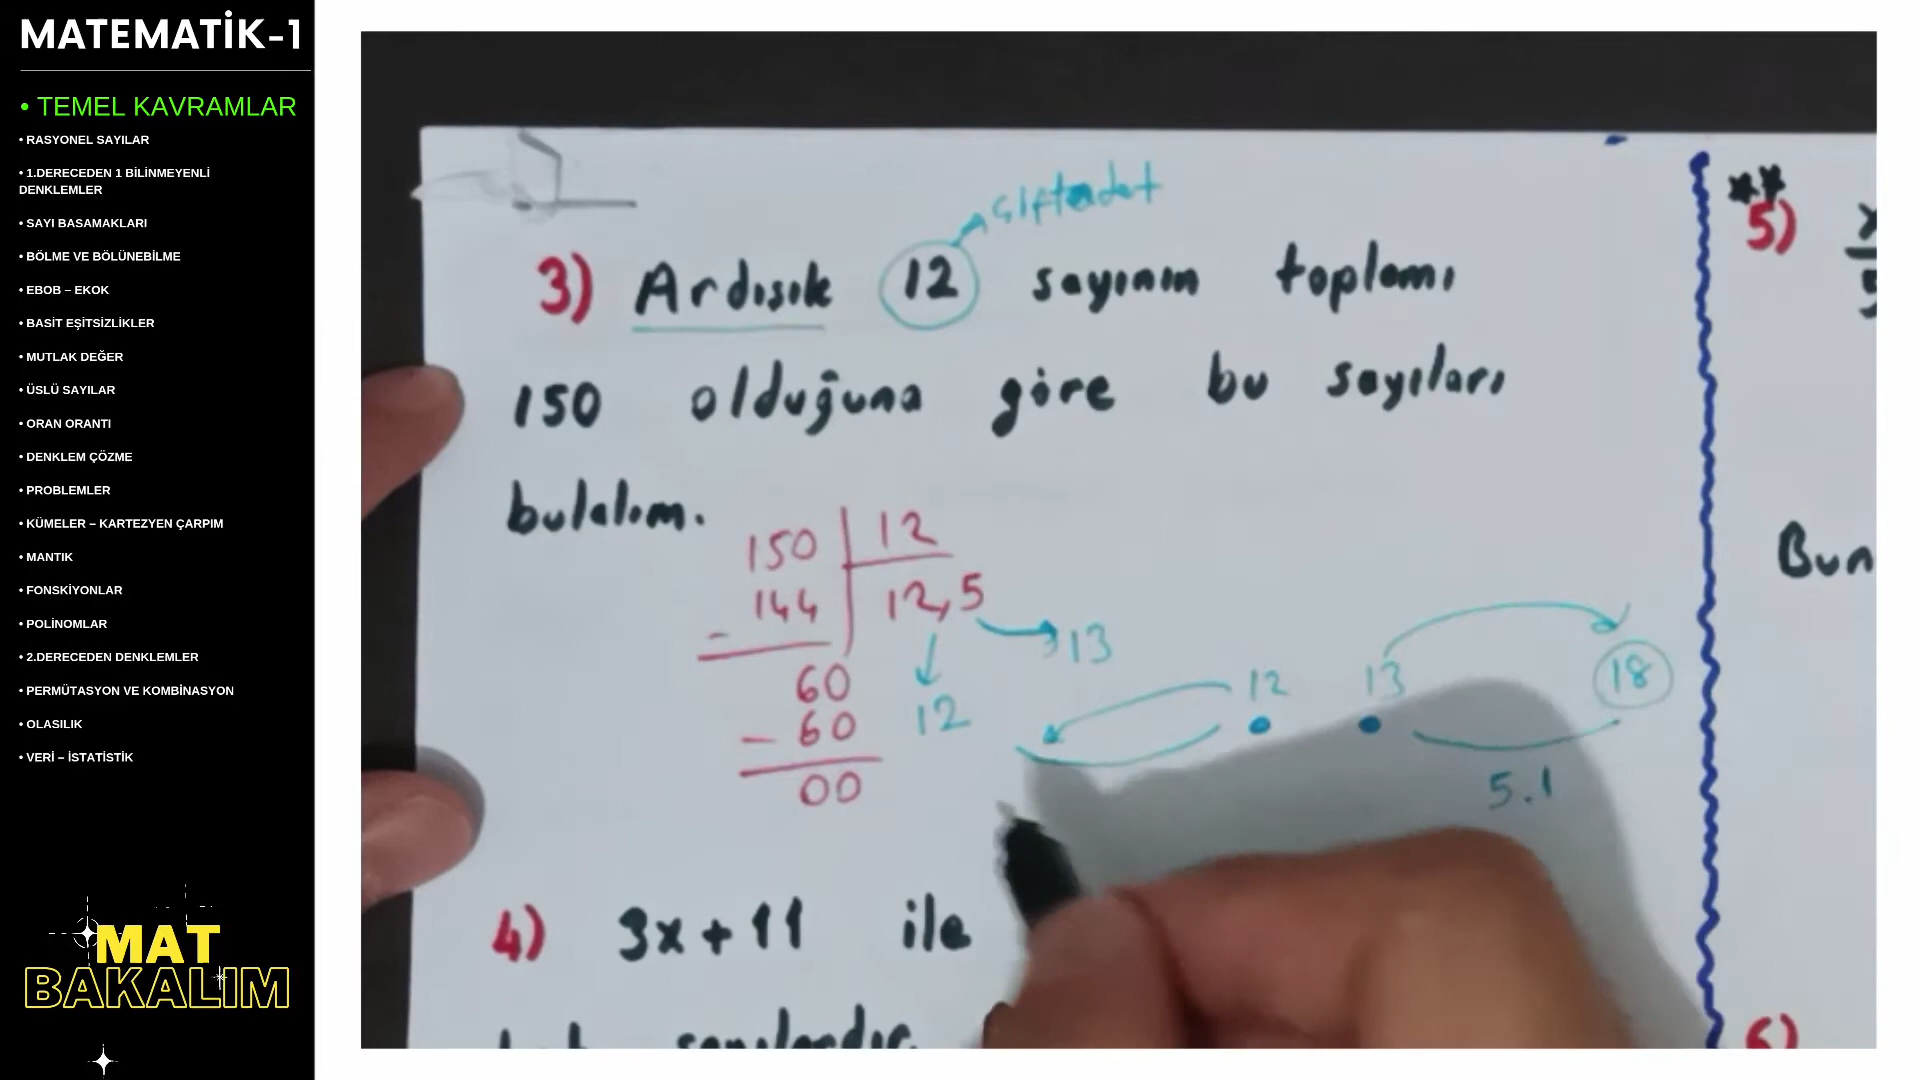 MATEMATİK-1
• TEMEL KAVRAMLAR
• RASYONEL SAYILAR
• 1.DERECEDEN 1 BİLİNMEYENLİ
DENKLEMLER
• SAYI BASAMAKLARI
• BÖLME VE BÖLÜNEBİLME
• EBOB – EKOK
• BASİT EŞİTSİZLİKLER
• MUTLAK DEĞER
• ÜSLÜ SAYILAR
• ORAN ORANTI
• DENKLEM ÇÖZME
• PROBLEMLER
• KÜMELER – KARTEZYEN ÇARPIM
• MANTIK
• FONSKİYONLAR
• POLİNOMLAR
• 2.DERECEDEN DENKLEMLER
• PERMÜTASYON VE KOMBİNASYON
• OLASILIK
• VERİ – İSTATİSTİK
MAT
BAKALIM
çift adet
3) Ardışık 12 sayının toplamı
150 olduğuna göre bu sayıları
bulalım.
150 12
- 144 12,5
13
60
- 60 12
00
12 13 18
5.1
4) 3x+11 ile
5)
Bun
6)